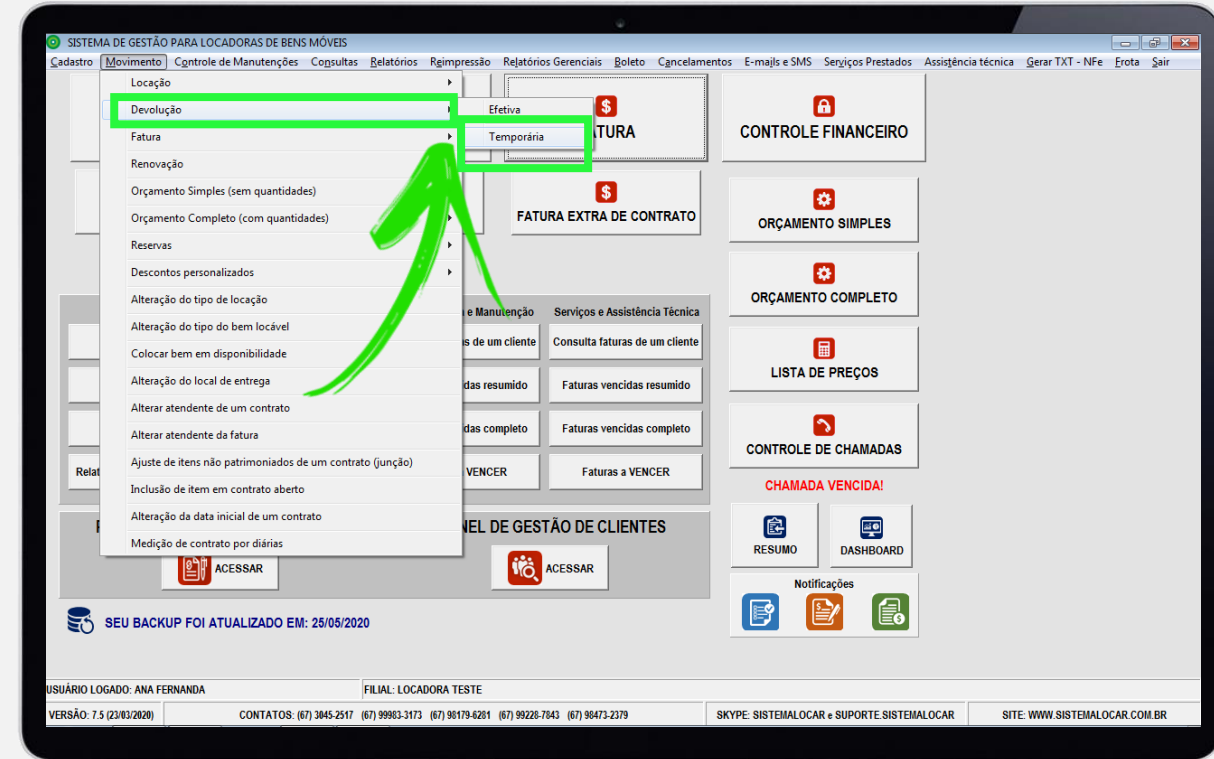 SISTEMA DE GESTÃO PARA LOCADORAS DE BENS MÓVEIS
Cadastro Movimento Controle de Manutenções Consultas Relatórios Reimpressão Relatórios Gerenciais Boleto Cancelamentos E-mails e SMS Serviços Prestados Assistência técnica Gerar TXT - NFe Frota Sair
Locação
Devolução
Fatura
Renovação
Orçamento Simples (sem quantidades)
Orçamento Completo (com quantidades)
Reservas
Descontos personalizados
Alteração do tipo de locação
Alteração do tipo do bem locável
Colocar bem em disponibilidade
Alteração do local de entrega
Alterar atendente de um contrato
Alterar atendente da fatura
Ajuste de itens não patrimoniados de um contrato (junção)
Inclusão de item em contrato aberto
Alteração da data inicial de um contrato
Medição de contrato por diárias
Efetiva
Temporária
TURA
CONTROLE FINANCEIRO
FATURA EXTRA DE CONTRATO
ORÇAMENTO SIMPLES
ORÇAMENTO COMPLETO
LISTA DE PREÇOS
CONTROLE DE CHAMADAS
CHAMADA VENCIDA!
e Manutenção Serviços e Assistência Técnica
s de um cliente Consulta faturas de um cliente
das resumido Faturas vencidas resumido
das completo Faturas vencidas completo
Relat VENCER Faturas a VENCER
NEL DE GESTÃO DE CLIENTES
ACESSAR ACESSAR
RESUMO DASHBOARD
Notificações
SEU BACKUP FOI ATUALIZADO EM: 25/05/2020
USUÁRIO LOGADO: ANA FERNANDA FILIAL: LOCADORA TESTE
VERSÃO: 7.5 (23/03/2020) CONTATOS: (67) 3045-2517 (67) 99983-3173 (67) 98179-6281 (67) 99228-7843 (67) 98473-2379 SKYPE: SISTEMALOCAR e SUPORTE.SISTEMALOCAR SITE: WWW.SISTEMALOCAR.COM.BR